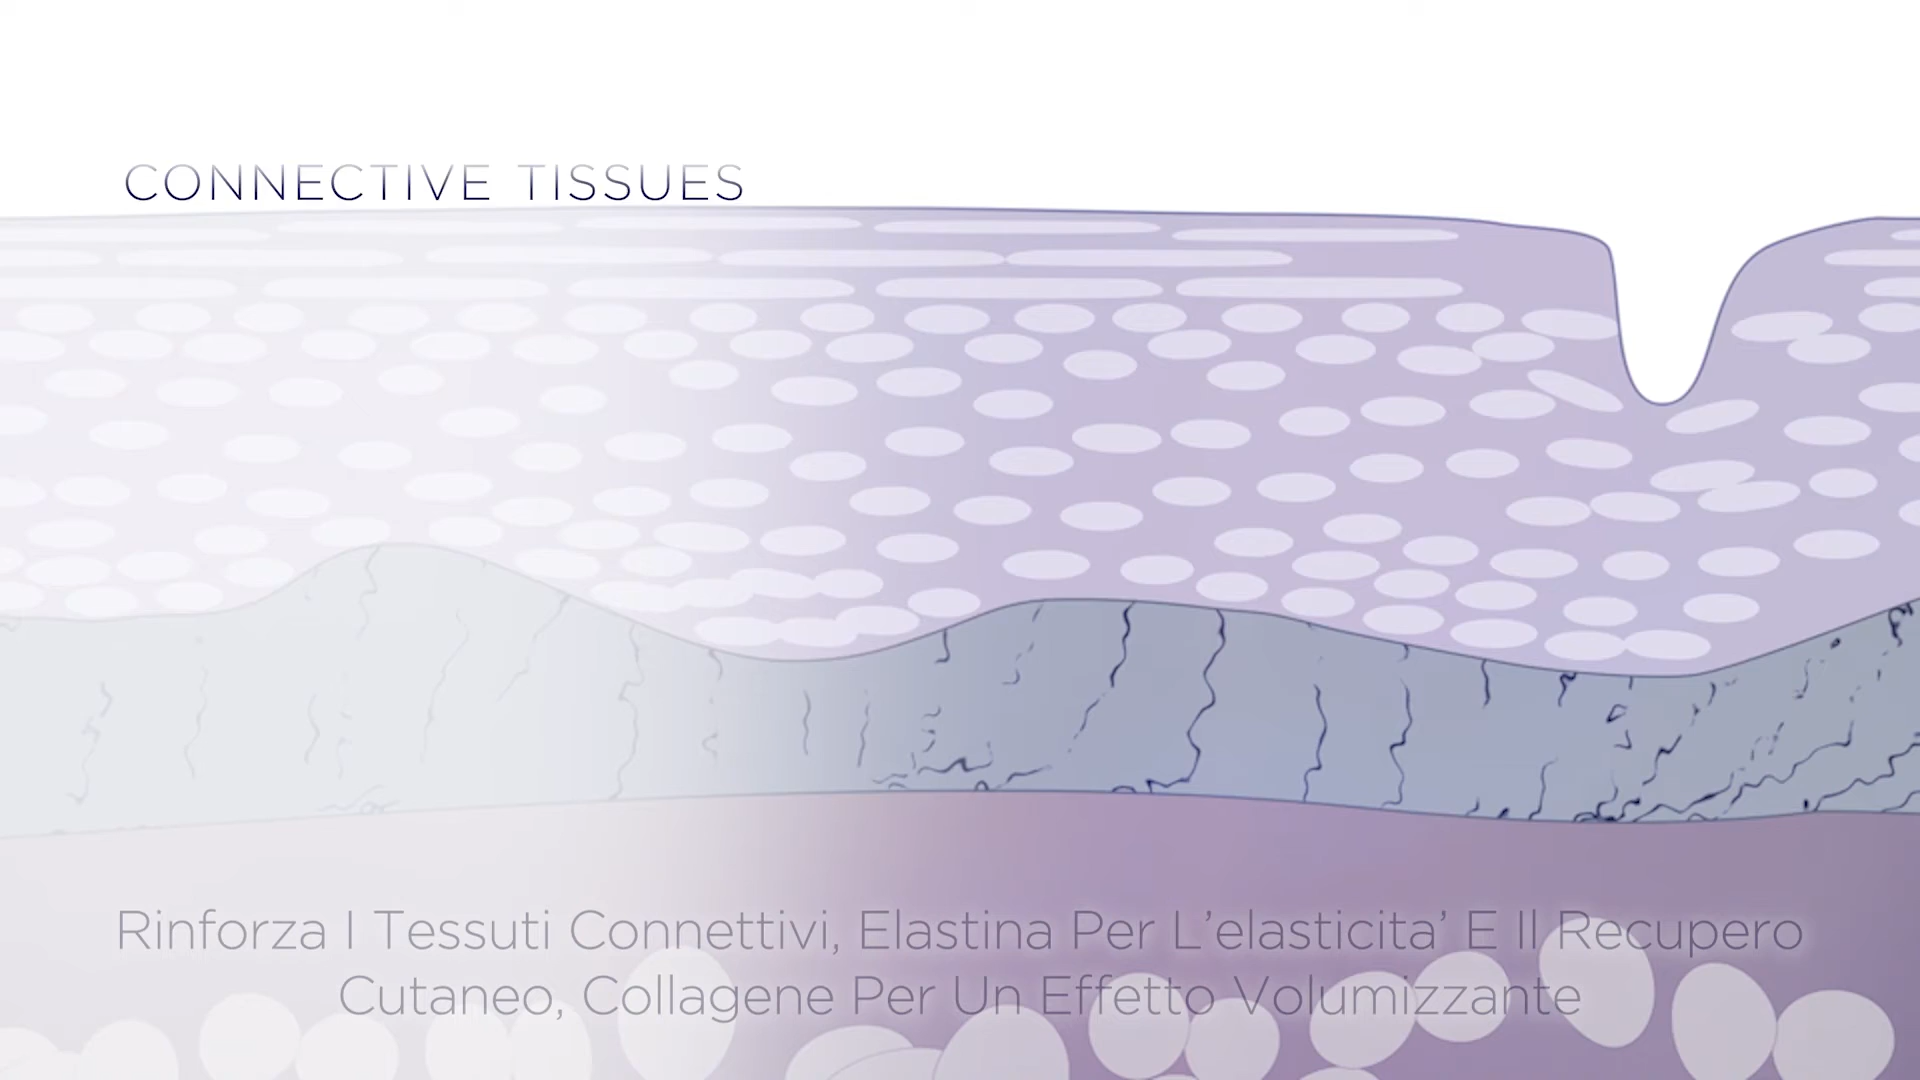 CONNECTIVE TISSUES
Rinforza I Tessuti Connettivi, Elastina Per L’elasticita’ E Il Recupero
Cutaneo, Collagene Per Un Effetto Volumizzante